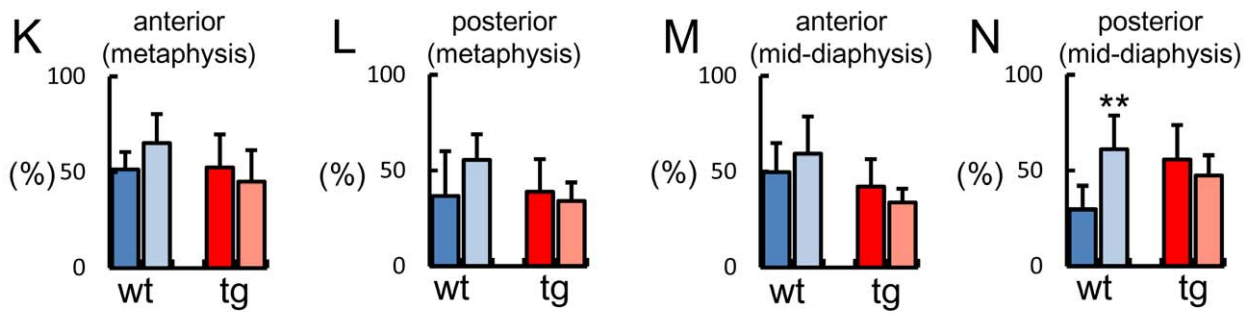 K anterior (metaphysis)
100
(%) 50
0
wt tg
L posterior (metaphysis)
100
(%) 50
0
wt tg
M anterior (mid-diaphysis)
100
(%) 50
0
wt tg
N posterior (mid-diaphysis)
100
**
(%) 50
0
wt tg